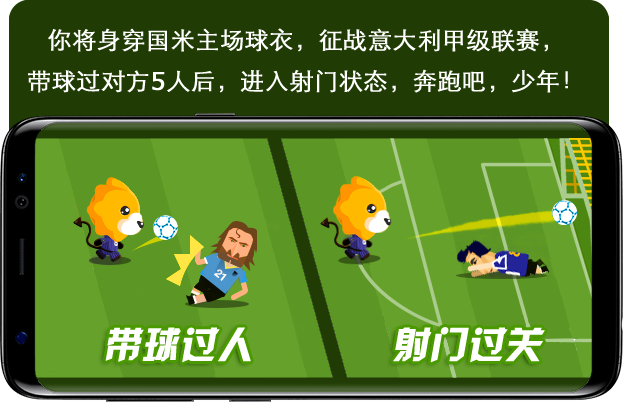 你将身穿国米主场球衣，征战意大利甲级联赛，
带球过对方5人后，进入射门状态，奔跑吧，少年！
21
带球过人
射门过关